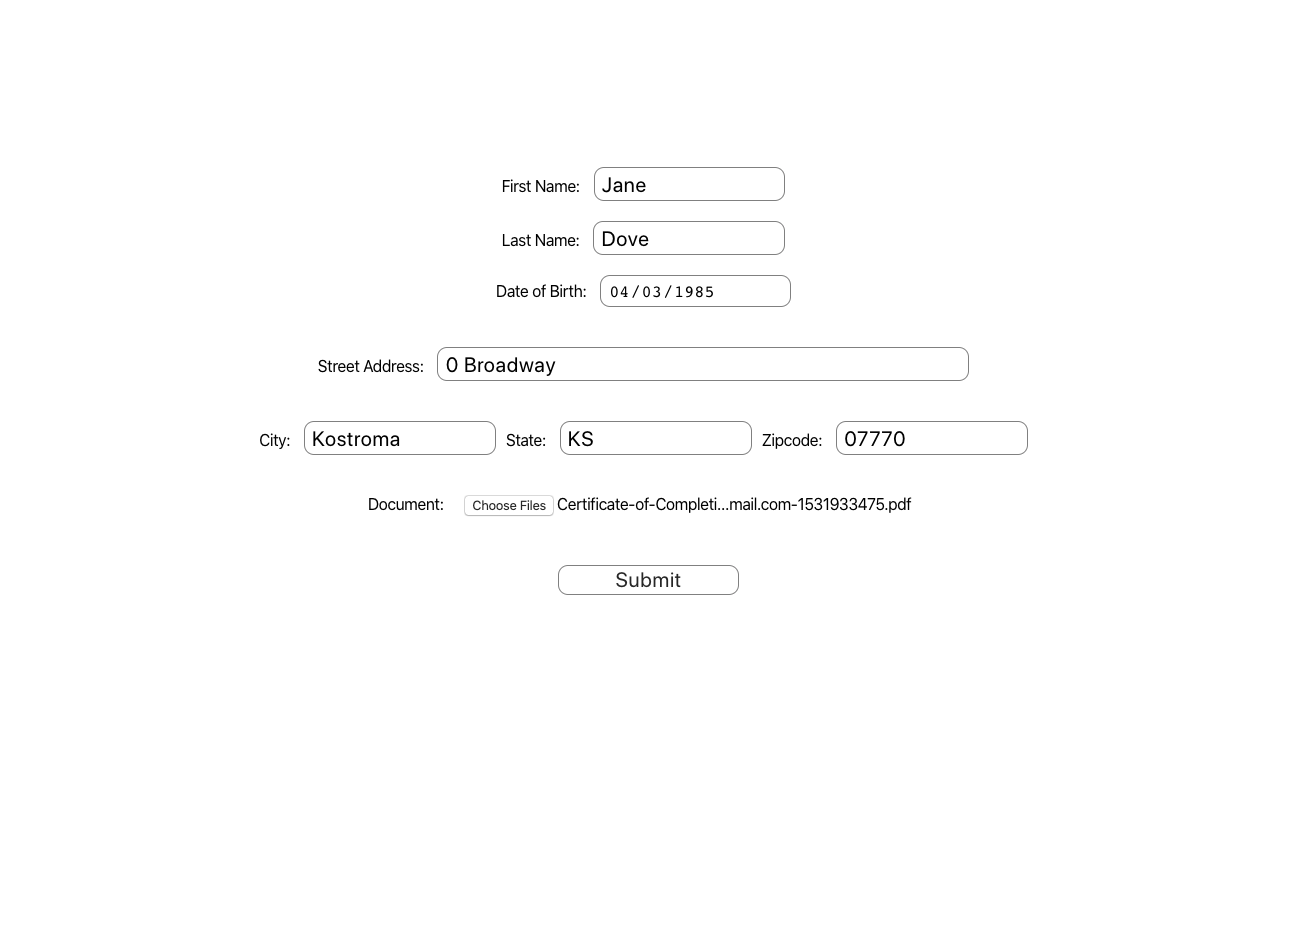 First Name: Jane
Last Name: Dove
Date of Birth: 04/03/1985
Street Address: 0 Broadway
City: Kostroma State: KS Zipcode: 07770
Document: Choose Files Certificate-of-Completi...mail.com-1531933475.pdf
Submit